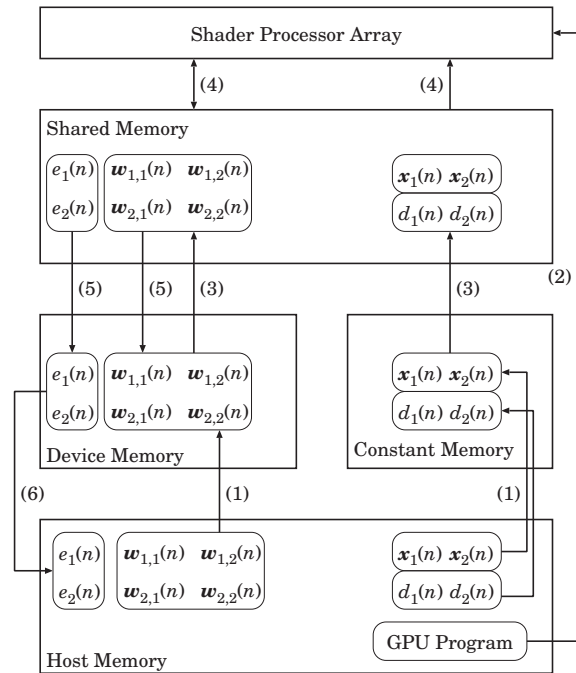 Shader Processor Array
(4) (4)
Shared Memory
e₁(n) w₁,₁(n) w₁,₂(n) x₁(n) x₂(n)
e₂(n) w₂,₁(n) w₂,₂(n) d₁(n) d₂(n)
(2)
(5) (5) (3) (3)
e₁(n) w₁,₁(n) w₁,₂(n) x₁(n) x₂(n)
e₂(n) w₂,₁(n) w₂,₂(n) d₁(n) d₂(n)
Device Memory Constant Memory
(6) (1) (1)
e₁(n) w₁,₁(n) w₁,₂(n) x₁(n) x₂(n)
e₂(n) w₂,₁(n) w₂,₂(n) d₁(n) d₂(n)
GPU Program
Host Memory